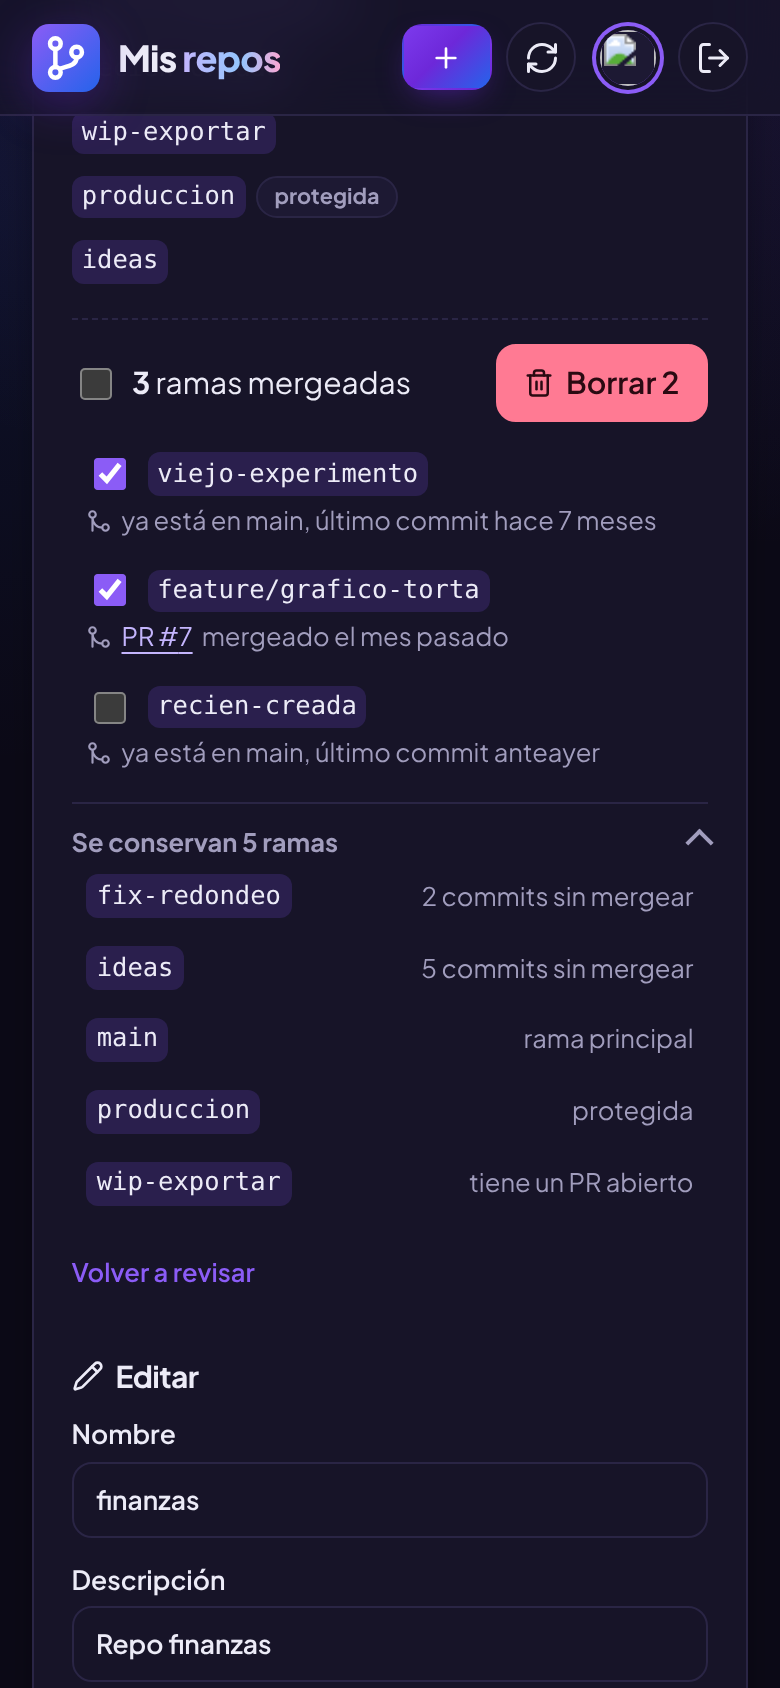 Mis repos
wip-exportar
produccion protegida
ideas
3 ramas mergeadas Borrar 2
viejo-experimento
ya está en main, último commit hace 7 meses
feature/grafico-torta
PR #7 mergeado el mes pasado
recien-creada
ya está en main, último commit anteayer
Se conservan 5 ramas
fix-redondeo 2 commits sin mergear
ideas 5 commits sin mergear
main rama principal
produccion protegida
wip-exportar tiene un PR abierto
Volver a revisar
Editar
Nombre
finanzas
Descripción
Repo finanzas